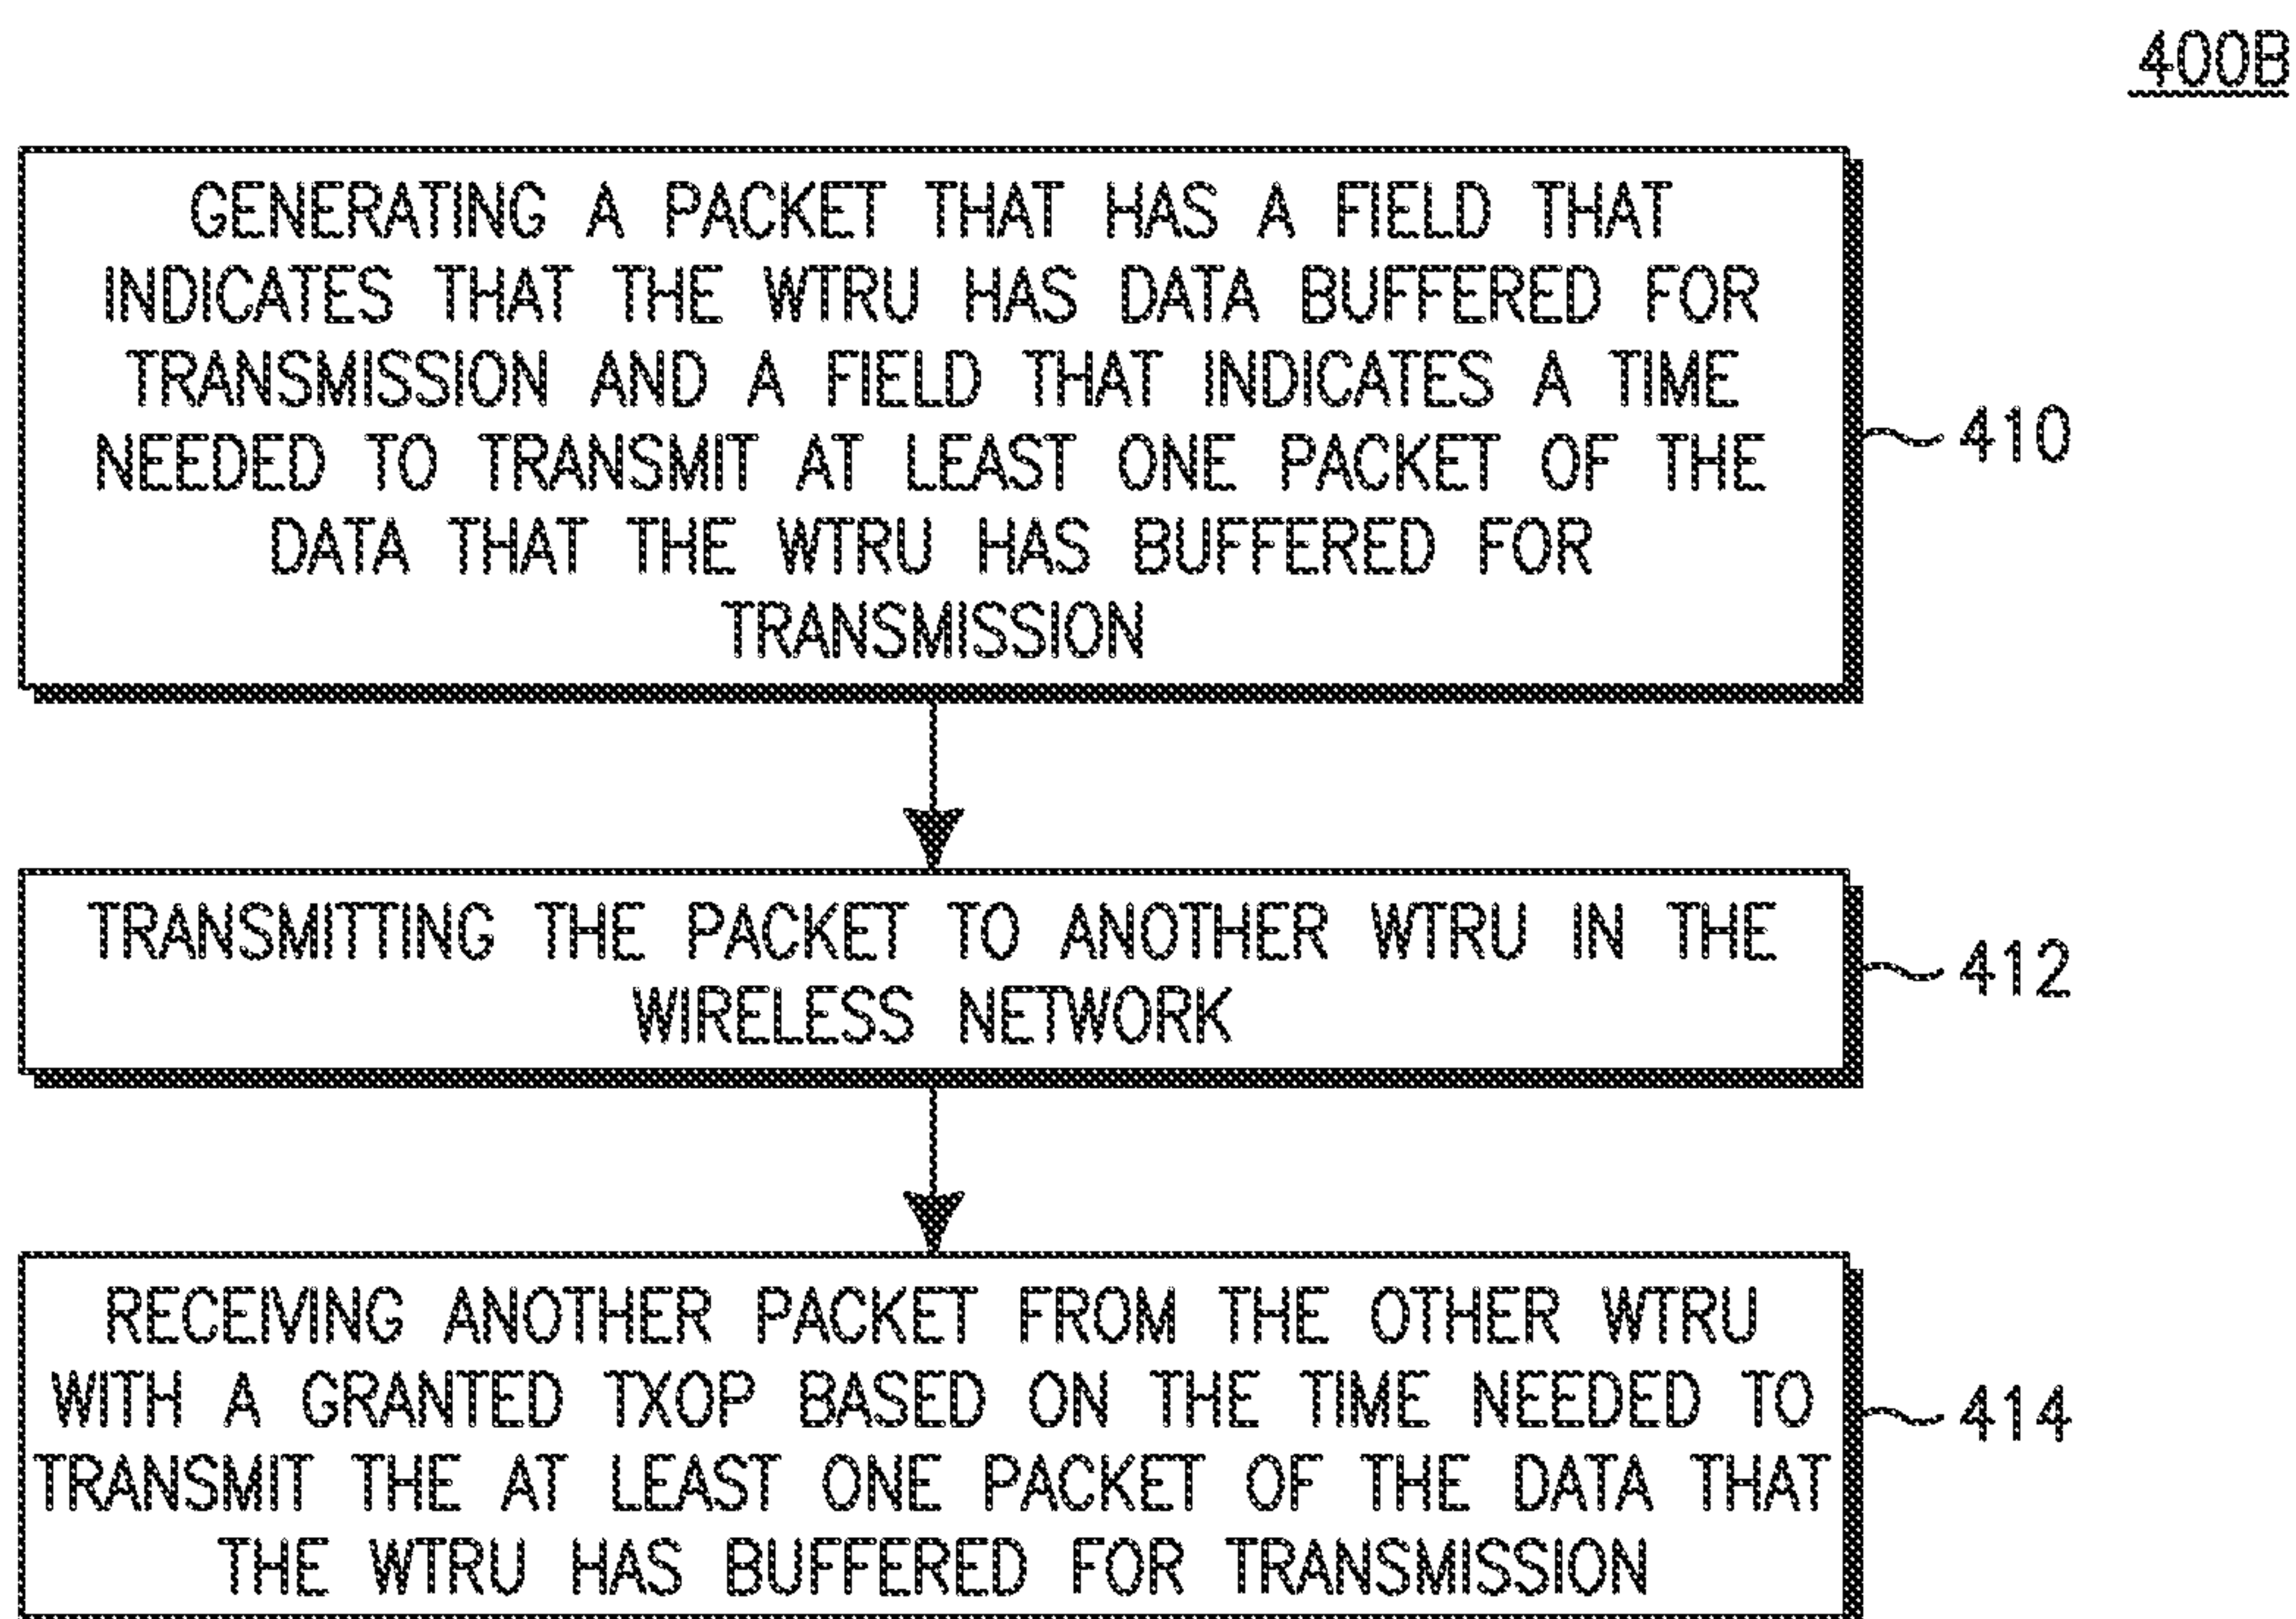 400B
GENERATING A PACKET THAT HAS A FIELD THAT
INDICATES THAT THE WTRU HAS DATA BUFFERED FOR
TRANSMISSION AND A FIELD THAT INDICATES A TIME
NEEDED TO TRANSMIT AT LEAST ONE PACKET OF THE
DATA THAT THE WTRU HAS BUFFERED FOR
TRANSMISSION
410
TRANSMITTING THE PACKET TO ANOTHER WTRU IN THE
WIRELESS NETWORK
412
RECEIVING ANOTHER PACKET FROM THE OTHER WTRU
WITH A GRANTED TXOP BASED ON THE TIME NEEDED TO
TRANSMIT THE AT LEAST ONE PACKET OF THE DATA THAT
THE WTRU HAS BUFFERED FOR TRANSMISSION
414